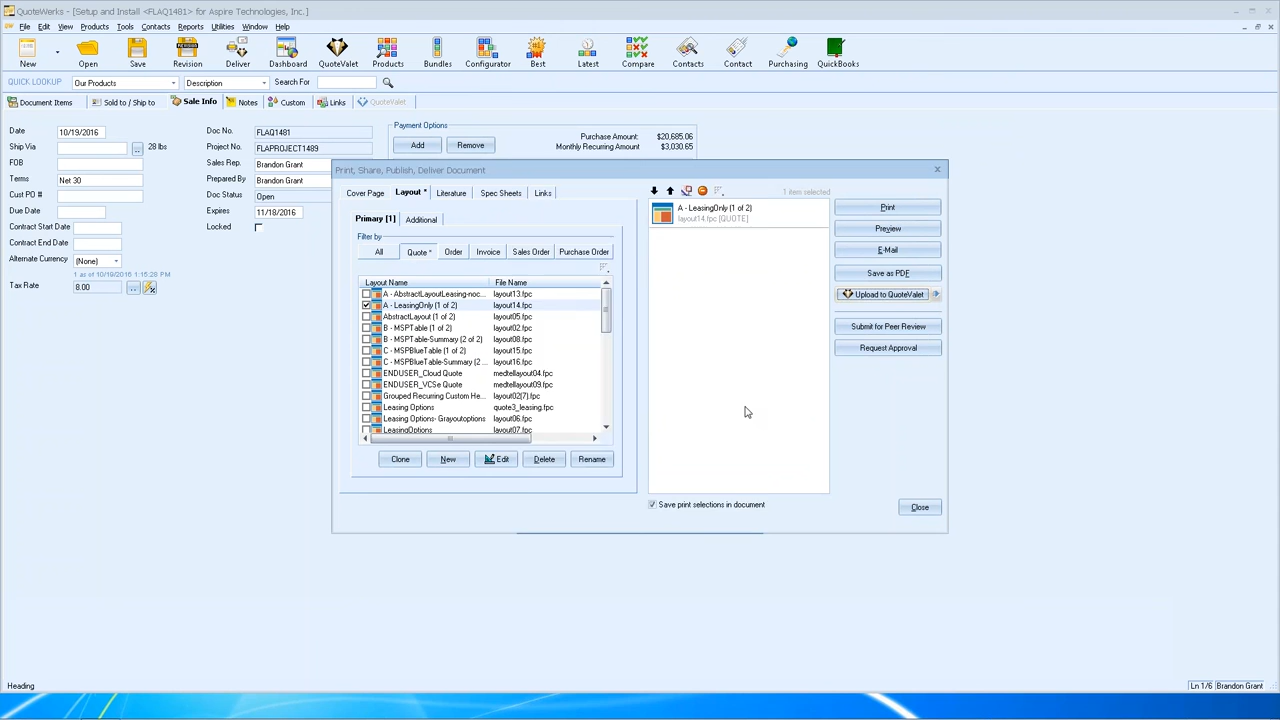 QuoteWerks - [Setup and Install <FLAQ1481> for Aspire Technologies, Inc. ]
File Edit View Products Tools Contacts Reports Utilities Window Help
New Open Save Revision Deliver Dashboard QuoteValet Products Bundles Configurator Best Latest Compare Contacts Contact Purchasing QuickBooks
QUICK LOOKUP: Our Products Description Search For
Document Items Sold to / Ship to Sale Info Notes Custom Links QuoteValet
Date 10/19/2016
Ship Via .. 28 lbs
FOB
Terms Net 30
Cust PO #
Due Date
Contract Start Date
Contract End Date
Alternate Currency (None)
1 as of 10/19/2016 1:15:28 PM
Tax Rate 8.00 ..
Doc No. FLAQ1481
Project No. FLAPROJECT1489
Sales Rep. Brandon Grant
Prepared By Brandon Grant
Doc Status Open
Expires 11/18/2016
Locked
Payment Options
Add Remove
Purchase Amount: $20,685.06
Monthly Recurring Amount $3,030.65
Print, Share, Publish, Deliver Document
Cover Page Layout * Literature Spec Sheets Links
Primary [1] Additional
Filter by
All Quote * Order Invoice Sales Order Purchase Order
Layout Name File Name
A - AbstractLayoutLeasing-noc... layout13.fpc
A - LeasingOnly (1 of 2) layout14.fpc
AbstractLayout (1 of 2) layout05.fpc
B - MSPTable (1 of 2) layout02.fpc
B - MSPTable-Summary (2 of 2) layout08.fpc
C - MSPBlueTable (1 of 2) layout15.fpc
C - MSPBlueTable-Summary (2 ... layout16.fpc
ENDUSER_Cloud Quote medtellayout04.fpc
ENDUSER_VCSe Quote medtellayout09.fpc
Grouped Recurring Custom He... layout02(7).fpc
Leasing Options quote3_leasing.fpc
Leasing Options- Grayoutoptions layout06.fpc
LeasingOptions layout07.fpc
Clone New Edit Delete Rename
1 item selected
A - LeasingOnly (1 of 2)
layout14.fpc [QUOTE]
Save print selections in document
Print
Preview
E-Mail
Save as PDF
Upload to QuoteValet
Submit for Peer Review
Request Approval
Close
Heading Ln 1/6 Brandon Grant